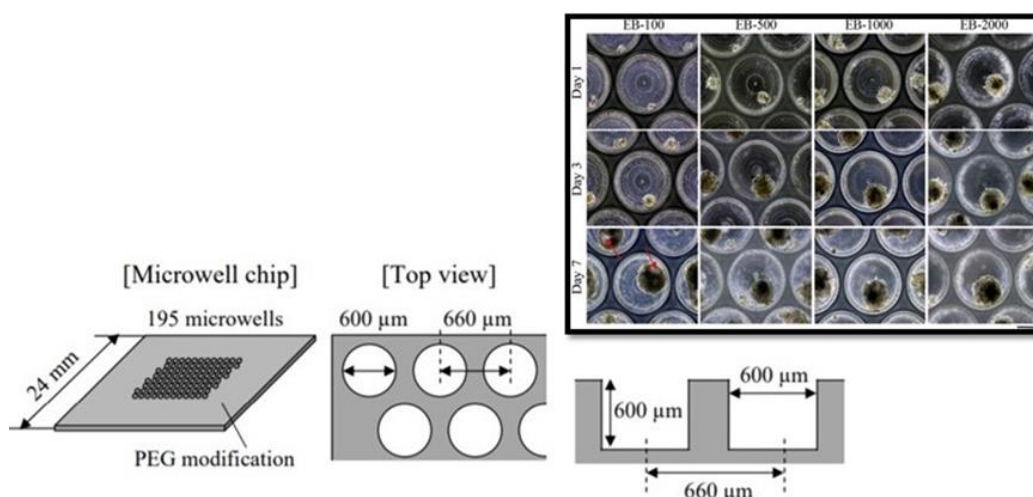 EB-100 EB-500 EB-1000 EB-2000
Day 1
Day 3
Day 7
[Microwell chip]
195 microwells
24 mm
PEG modification
[Top view]
600 µm 660 µm
600 µm
600 µm
660 µm